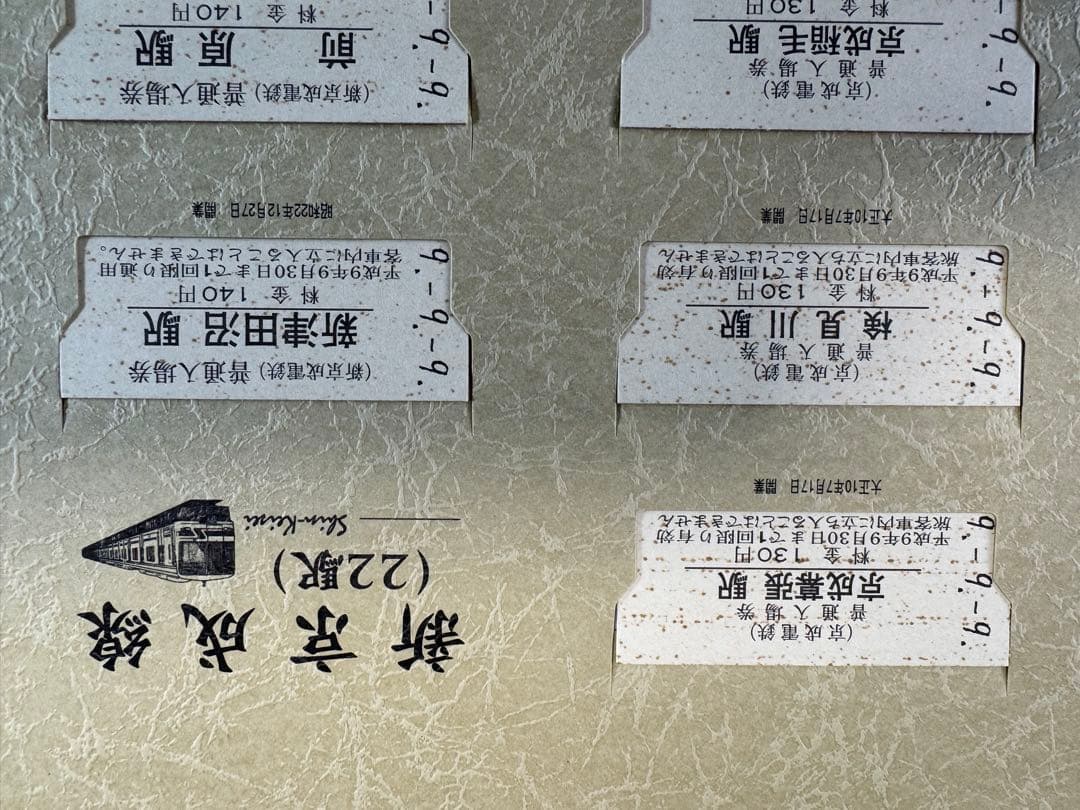 (京成電鉄)
普通入場券
京成幕張駅
料金 130円
平成9年9月30日まで1回限り有効
旅客車内に立ち入ることはできません
9.-9.-9.
大正10年7月17日 開業
(京成電鉄)
普通入場券
検見川駅
料金 130円
平成9年9月30日まで1回限り有効
旅客車内に立ち入ることはできません
9.-9.-9.
大正10年7月17日 開業
(京成電鉄)
普通入場券
京成稲毛駅
料金 130円
9.-9.
新京成線
(22駅)
Shin-Keisei
(新京成電鉄) 普通入場券
新津田沼駅
料金 140円
平成9年9月30日まで1回限り通用
客車内に立入ることはできません。
9.-9.-9.
昭和22年12月27日 開業
(新京成電鉄) 普通入場券
前原駅
料金 140円
9.-9.